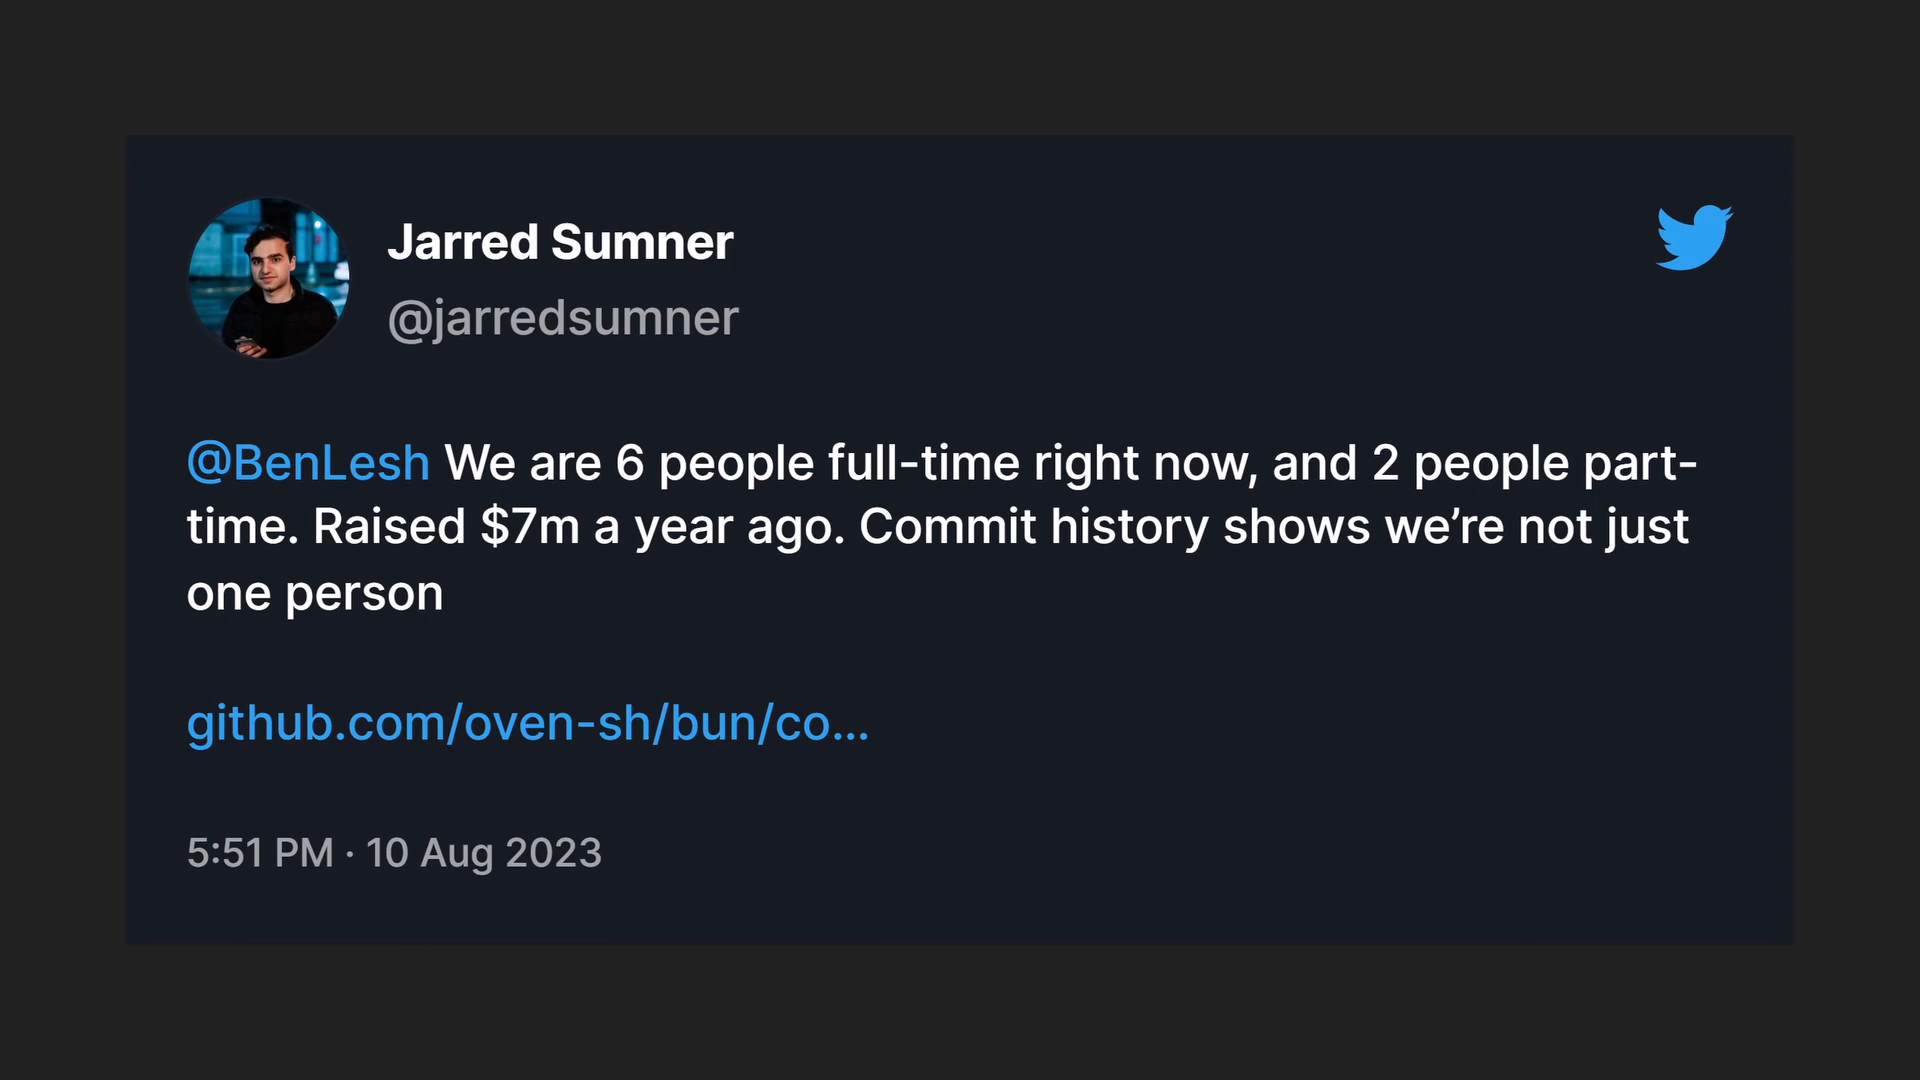 Jarred Sumner
@jarredsumner
@BenLesh We are 6 people full-time right now, and 2 people part-
time. Raised $7m a year ago. Commit history shows we’re not just
one person
github.com/oven-sh/bun/co...
5:51 PM · 10 Aug 2023